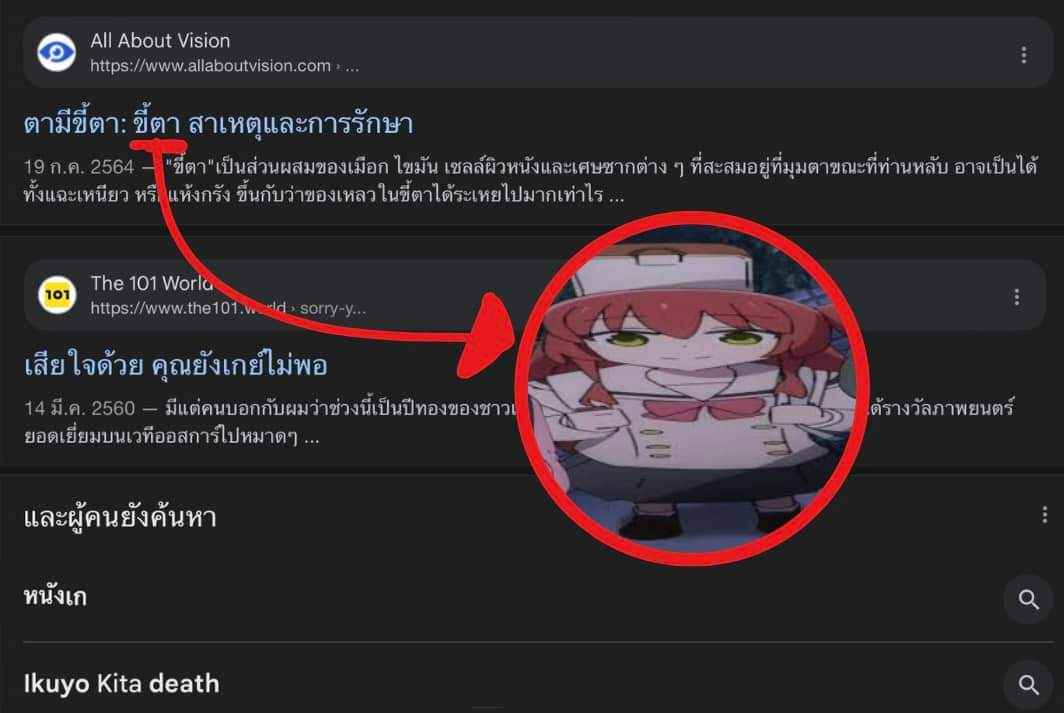 All About Vision
https://www.allaboutvision.com › ...
ตามีขี้ตา: ขี้ตา สาเหตุและการรักษา
19 ก.ค. 2564 — "ขี้ตา"เป็นส่วนผสมของเมือก ไขมัน เซลล์ผิวหนังและเศษซากต่าง ๆ ที่สะสมอยู่ที่มุมตาขณะที่ท่านหลับ อาจเป็นได้
ทั้งแฉะเหนียว หรือแห้งกรัง ขึ้นกับว่าของเหลวในขี้ตาได้ระเหยไปมากเท่าไร ...
101
The 101 World
https://www.the101.world › sorry-y...
เสียใจด้วย คุณยังเกย์ไม่พอ
14 มี.ค. 2560 — มีแต่คนบอกกับผมว่าช่วงนี้เป็นปีทองของชาวเ ได้รางวัลภาพยนตร์
ยอดเยี่ยมบนเวทีออสการ์ไปหมาดๆ ...
และผู้คนยังค้นหา
หนังเก
Ikuyo Kita death